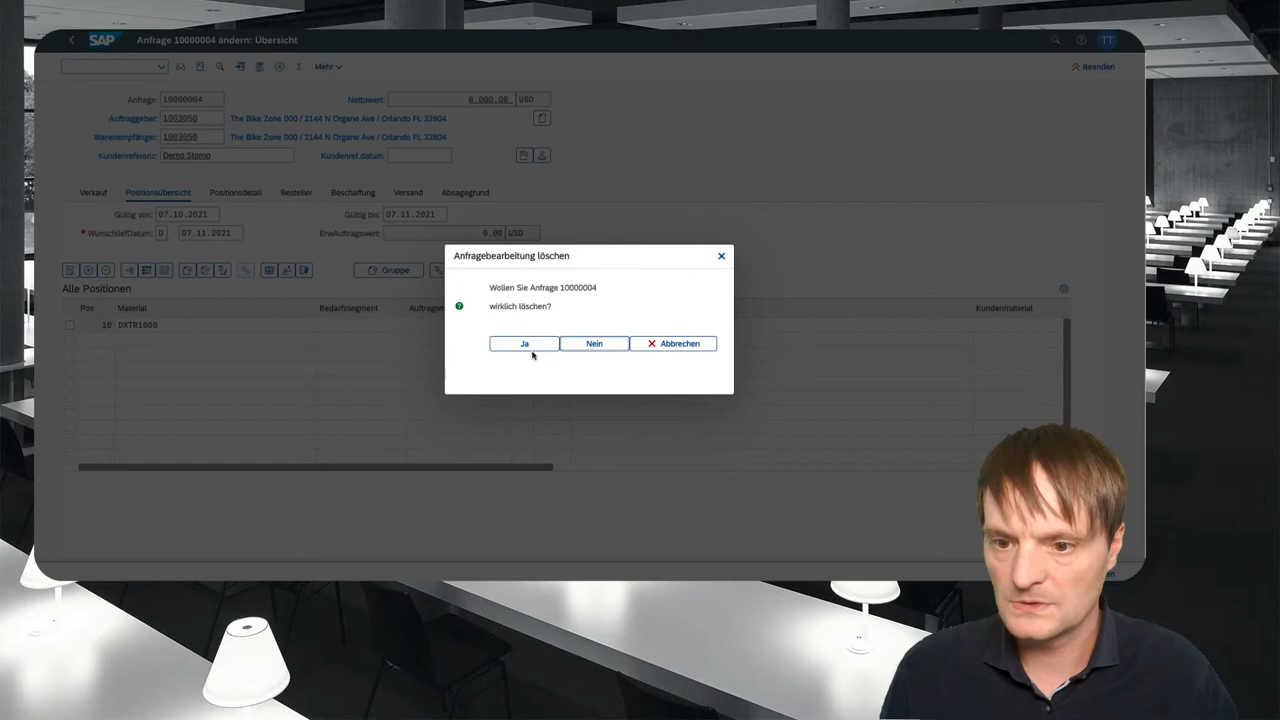 SAP Anfrage 10000004 ändern: Übersicht TT
Mehr Beenden
Anfrage: 10000004 Nettowert: 6.000,00 USD
Auftraggeber: 1003050 The Bike Zone 000 / 2144 N Organe Ave / Orlando FL 32804
Warenempfänger: 1003050 The Bike Zone 000 / 2144 N Organe Ave / Orlando FL 32804
Kundenreferenz: Demo Storno Kundenref.datum:
Verkauf Positionsübersicht Positionsdetail Besteller Beschaffung Versand Absagegrund
Gültig von: 07.10.2021 Gültig bis: 07.11.2021
* WunschliefDatum: D 07.11.2021 ErwAuftragswert: 0,00 USD
Gruppe
Alle Positionen
Pos Material Bedarfssegment Kundenmaterial
10 DXTR1000
Anfragebearbeitung löschen
Wollen Sie Anfrage 10000004
wirklich löschen?
Ja Nein Abbrechen